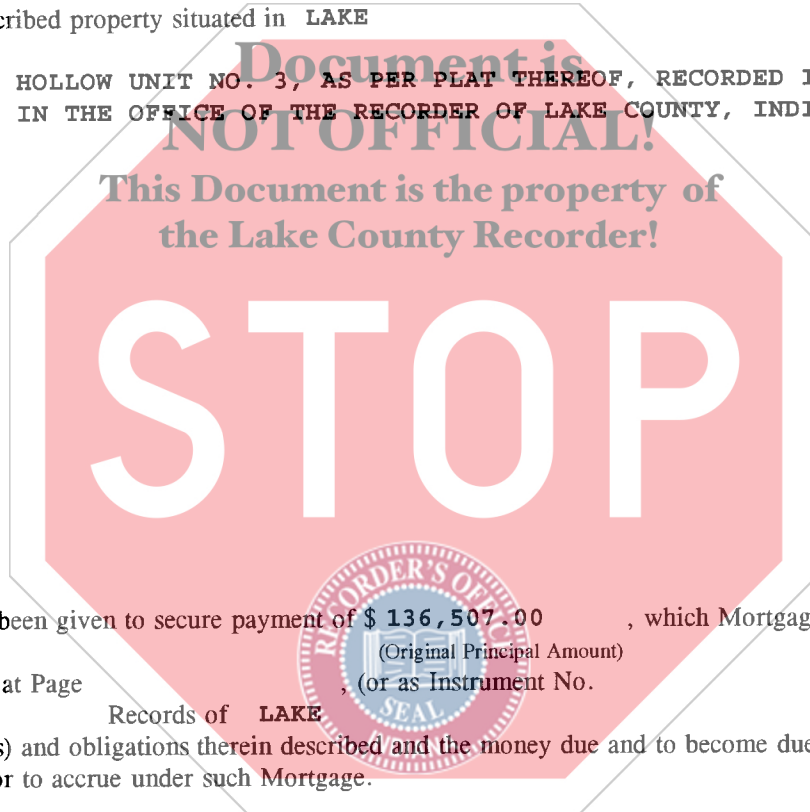 cribed property situated in LAKE
Document is
HOLLOW UNIT NO. 3, AS PER PLAT THEREOF, RECORDED I
IN THE OFFICE OF THE RECORDER OF LAKE COUNTY, INDI
NOT OFFICIAL!
This Document is the property of
the Lake County Recorder!
STOP
RECORDER'S OFFICE
been given to secure payment of $ 136,507.00 , which Mortgag
(Original Principal Amount)
at Page , (or as Instrument No.
SEAL
Records of LAKE
s) and obligations therein described and the money due and to become due
or to accrue under such Mortgage.